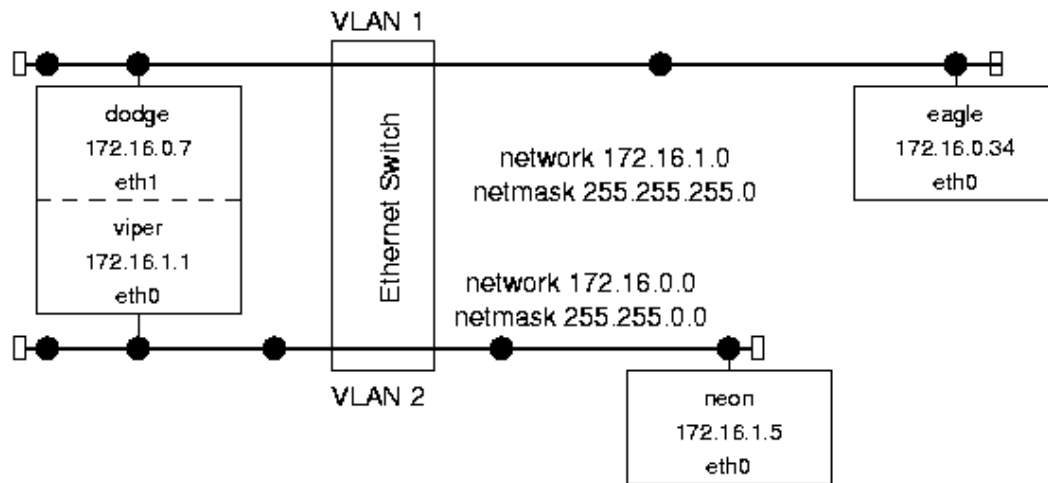 VLAN 1
dodge
172.16.0.7
eth1
viper
172.16.1.1
eth0
Ethernet Switch
network 172.16.1.0
netmask 255.255.255.0
eagle
172.16.0.34
eth0
network 172.16.0.0
netmask 255.255.0.0
VLAN 2
neon
172.16.1.5
eth0